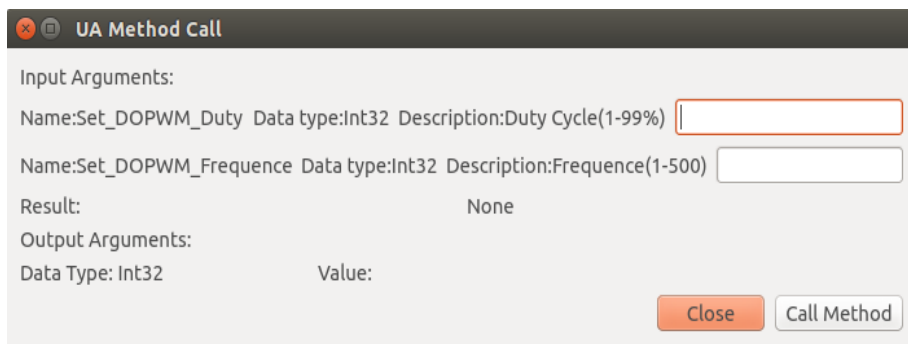 UA Method Call
Input Arguments:
Name:Set_DOPWM_Duty Data type:Int32 Description:Duty Cycle(1-99%)
Name:Set_DOPWM_Frequence Data type:Int32 Description:Frequence(1-500)
Result: None
Output Arguments:
Data Type: Int32 Value:
Close Call Method